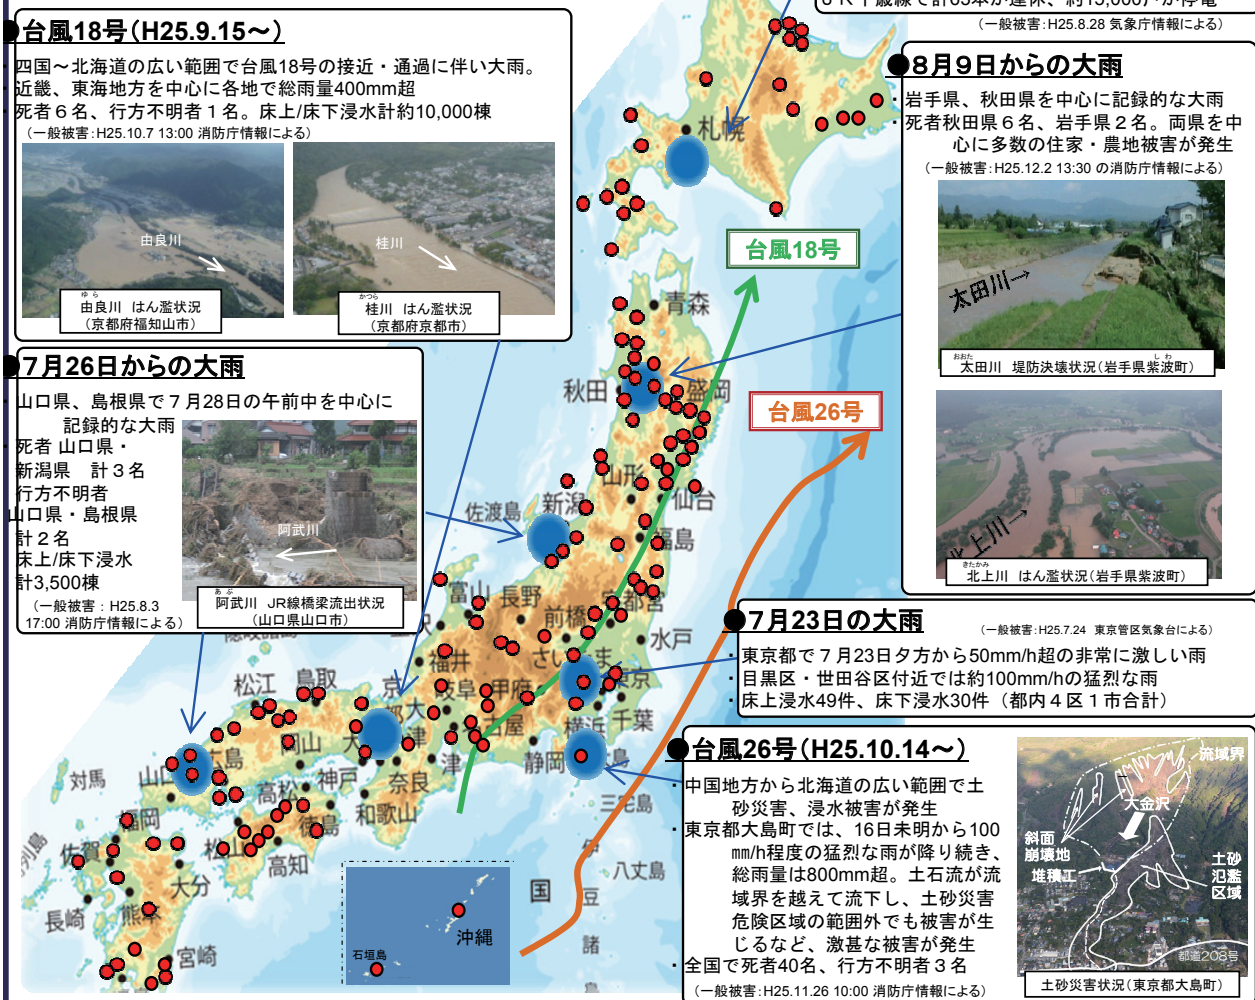 (一般被害：H25.8.28 気象庁情報による)
●台風18号(H25.9.15～)
・四国～北海道の広い範囲で台風18号の接近・通過に伴い大雨。
・近畿、東海地方を中心に各地で総雨量400mm超
・死者６名、行方不明者１名。床上/床下浸水計約10,000棟
(一般被害：H25.10.7 13:00 消防庁情報による)
由良川
桂川
ゆら
由良川 はん濫状況
(京都府福知山市)
かつら
桂川 はん濫状況
(京都府京都市)
●8月9日からの大雨
・岩手県、秋田県を中心に記録的な大雨
・死者秋田県６名、岩手県２名。両県を中
心に多数の住家・農地被害が発生
(一般被害：H25.12.2 13:30 の消防庁情報による)
太田川→
おおた
しわ
太田川 堤防決壊状況(岩手県紫波町)
北上川→
きたかみ
北上川 はん濫状況(岩手県紫波町)
●7月26日からの大雨
・山口県、島根県で７月28日の午前中を中心に
記録的な大雨
・死者 山口県・
新潟県 計３名
行方不明者
山口県・島根県
計２名
・床上/床下浸水
計3,500棟
(一般被害：H25.8.3
17:00 消防庁情報による)
阿武川
あぶ
阿武川 JR線橋梁流出状況
(山口県山口市)
●7月23日の大雨
(一般被害：H25.7.24 東京管区気象台による)
・東京都で７月23日夕方から50mm/h超の非常に激しい雨
・目黒区・世田谷区付近では約100mm/hの猛烈な雨
・床上浸水49件、床下浸水30件（都内４区１市合計）
●台風26号(H25.10.14～)
・中国地方から北海道の広い範囲で土
砂災害、浸水被害が発生
・東京都大島町では、16日未明から100
㎜/h程度の猛烈な雨が降り続き、
総雨量は800mm超。土石流が流
域界を越えて流下し、土砂災害
危険区域の範囲外でも被害が生
じるなど、激甚な被害が発生
・全国で死者40名、行方不明者３名
(一般被害：H25.11.26 10:00 消防庁情報による)
流域界
大金沢
斜面
崩壊地
堆積工
土砂
氾濫
区域
都道208号
土砂災害状況(東京都大島町)
台風18号
台風26号
札幌
青森
秋田
盛岡
山形
仙台
佐渡島
新潟
福島
富山
長野
前橋
宇都宮
水戸
福井
岐阜
甲府
さいたま
東京
横浜
千葉
名古屋
静岡
津
京都
大津
奈良
和歌山
神戸
岡山
鳥取
松江
広島
山口
高松
徳島
松山
高知
対馬
福岡
佐賀
大分
長崎
熊本
宮崎
三宅島
八丈島
伊
豆
諸
島
国
沖縄
石垣島